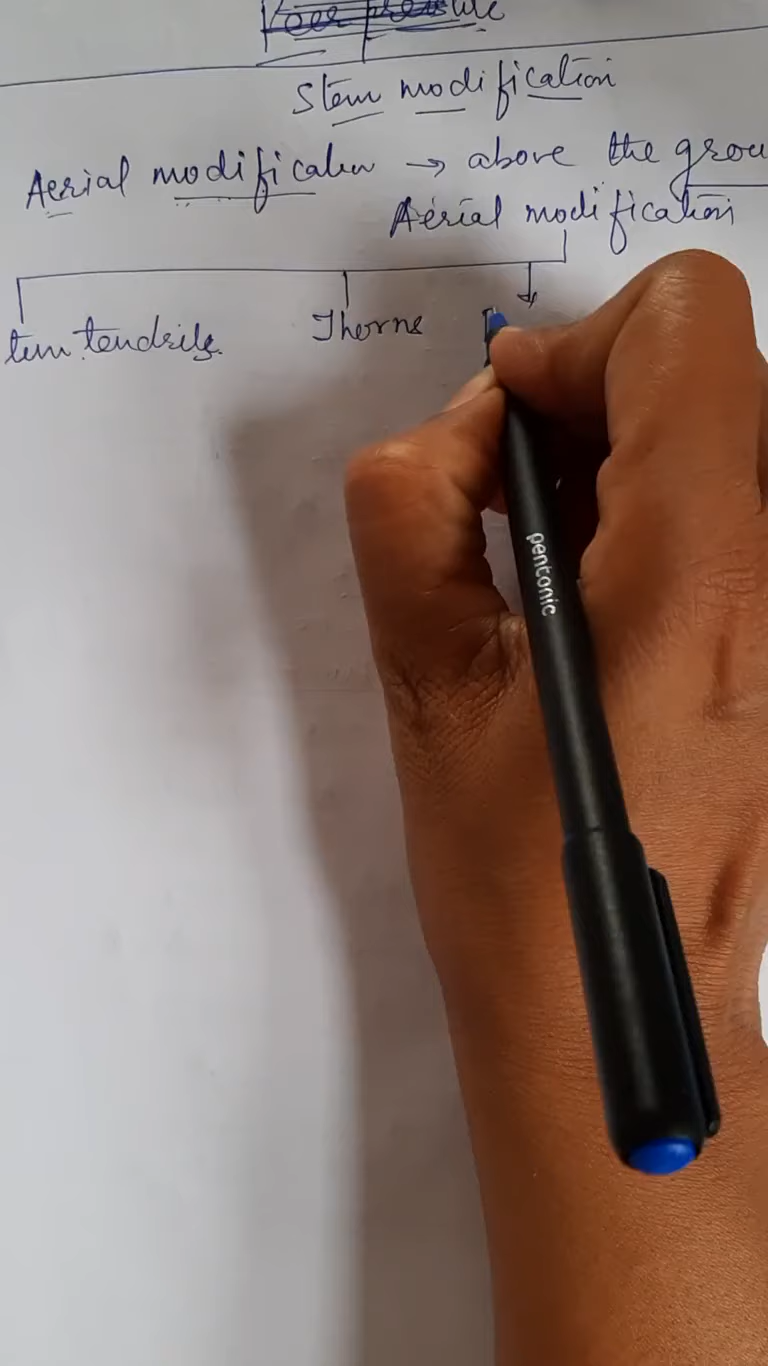 Stem modification
Aerial modification → above the grou
Aerial modification
tem tendrils Thorns
pentonic